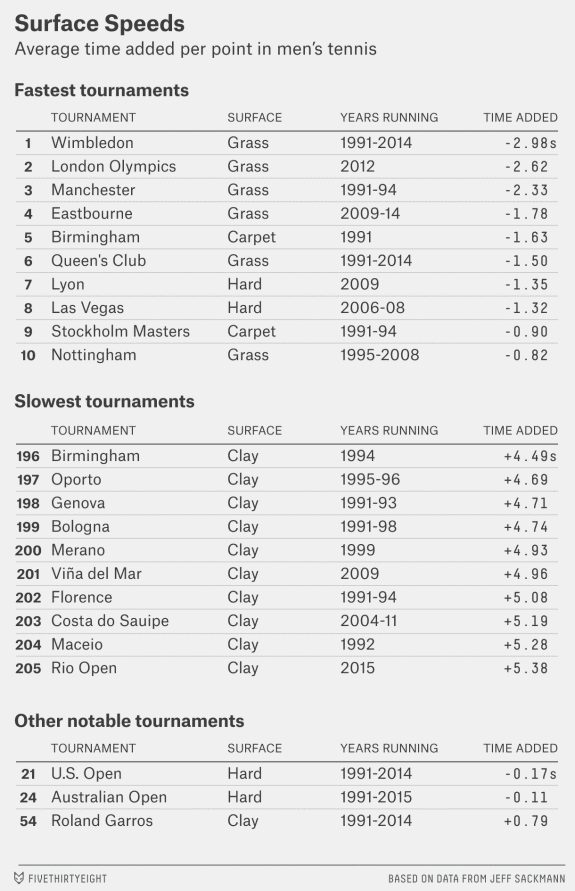 Surface Speeds
Average time added per point in men's tennis
Fastest tournaments
TOURNAMENT SURFACE YEARS RUNNING TIME ADDED
1 Wimbledon Grass 1991-2014 -2.98s
2 London Olympics Grass 2012 -2.62
3 Manchester Grass 1991-94 -2.33
4 Eastbourne Grass 2009-14 -1.78
5 Birmingham Carpet 1991 -1.63
6 Queen's Club Grass 1991-2014 -1.50
7 Lyon Hard 2009 -1.35
8 Las Vegas Hard 2006-08 -1.32
9 Stockholm Masters Carpet 1991-94 -0.90
10 Nottingham Grass 1995-2008 -0.82
Slowest tournaments
TOURNAMENT SURFACE YEARS RUNNING TIME ADDED
196 Birmingham Clay 1994 +4.49s
197 Oporto Clay 1995-96 +4.69
198 Genova Clay 1991-93 +4.71
199 Bologna Clay 1991-98 +4.74
200 Merano Clay 1999 +4.93
201 Viña del Mar Clay 2009 +4.96
202 Florence Clay 1991-94 +5.08
203 Costa do Sauipe Clay 2004-11 +5.19
204 Maceio Clay 1992 +5.28
205 Rio Open Clay 2015 +5.38
Other notable tournaments
TOURNAMENT SURFACE YEARS RUNNING TIME ADDED
21 U.S. Open Hard 1991-2014 -0.17s
24 Australian Open Hard 1991-2015 -0.11
54 Roland Garros Clay 1991-2014 +0.79
FIVETHIRTYEIGHT BASED ON DATA FROM JEFF SACKMANN